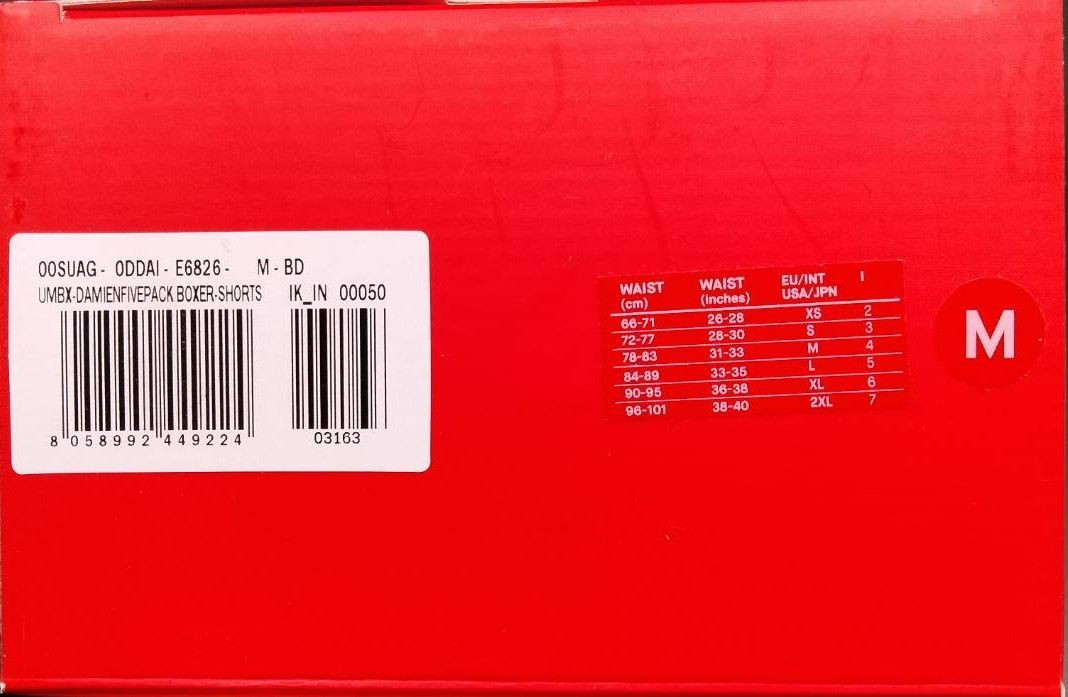 00SUAG - 0DDAI - E6826 - M - BD
UMBX-DAMIENFIVEPACK BOXER-SHORTS IK_IN 00050
8 058992 449224
03163
WAIST (cm) WAIST (inches) EU/INT USA/JPN I
66-71 26-28 XS 2
72-77 28-30 S 3
78-83 31-33 M 4
84-89 33-35 L 5
90-95 36-38 XL 6
96-101 38-40 2XL 7
M